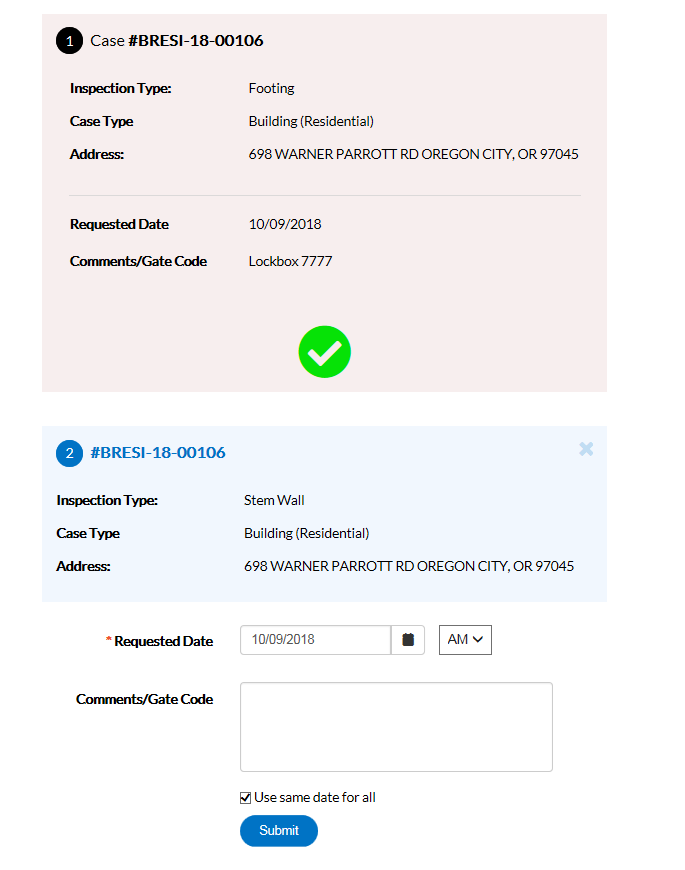 1 Case #BRESI-18-00106
Inspection Type: Footing
Case Type Building (Residential)
Address: 698 WARNER PARROTT RD OREGON CITY, OR 97045
Requested Date 10/09/2018
Comments/Gate Code Lockbox 7777
2 #BRESI-18-00106
Inspection Type: Stem Wall
Case Type Building (Residential)
Address: 698 WARNER PARROTT RD OREGON CITY, OR 97045
* Requested Date 10/09/2018 AM
Comments/Gate Code
Use same date for all
Submit